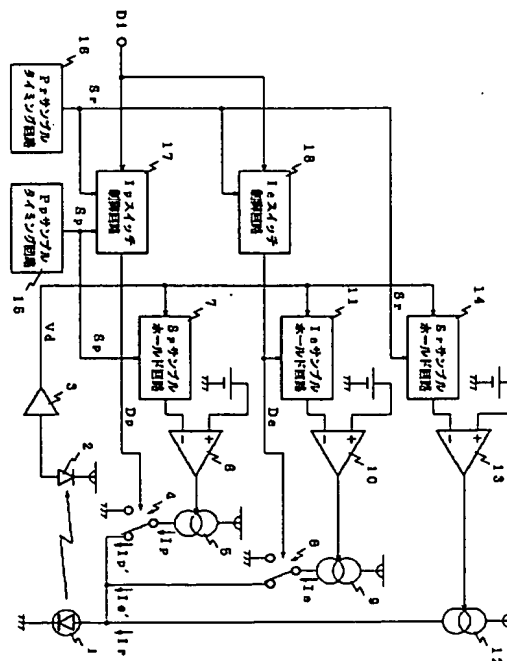 1
Ir
12
Ie'
Ip'
Ip
5
4
Ie
9
8
2
3
Vd
6
10
13
Dp
De
7
Spサンプル
ホールド回路
11
Ieサンプル
ホールド回路
14
Srサンプル
ホールド回路
Sp
Sr
17
Ipスイッチ
制御回路
18
Ieスイッチ
制御回路
Sp
Sr
Di
15
Ppサンプル
タイミング回路
16
Prサンプル
タイミング回路